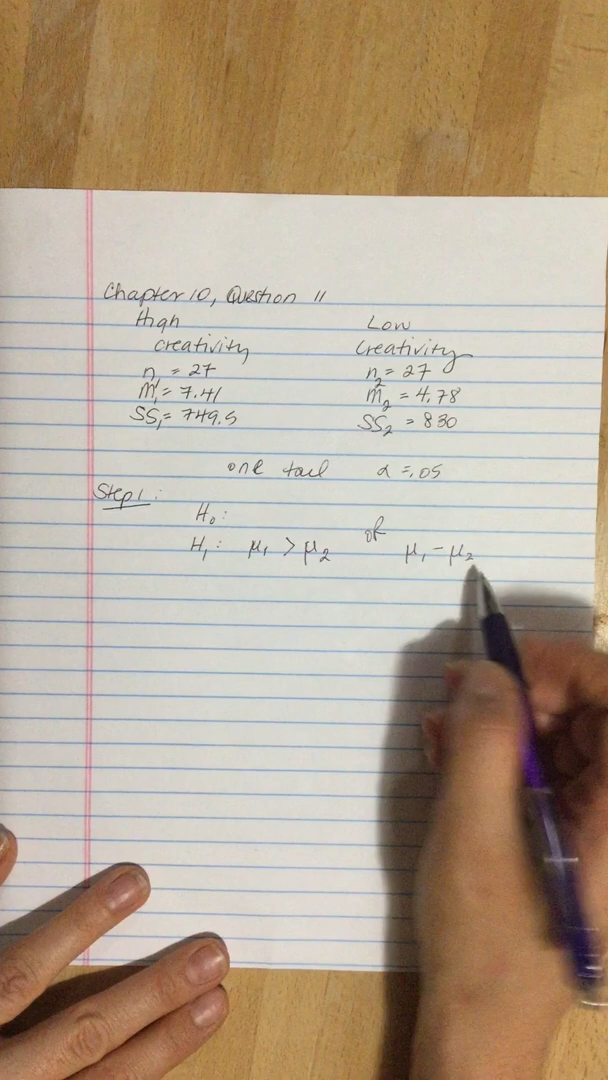 Chapter 10, Question 11
High Low
creativity Creativity
n₁ = 27 n₂ = 27
M₁ = 7.41 M₂ = 4.78
SS₁ = 749.5 SS₂ = 830
one tail α = .05
Step 1:
H₀:
H₁: μ₁ > μ₂ or μ₁ - μ₂